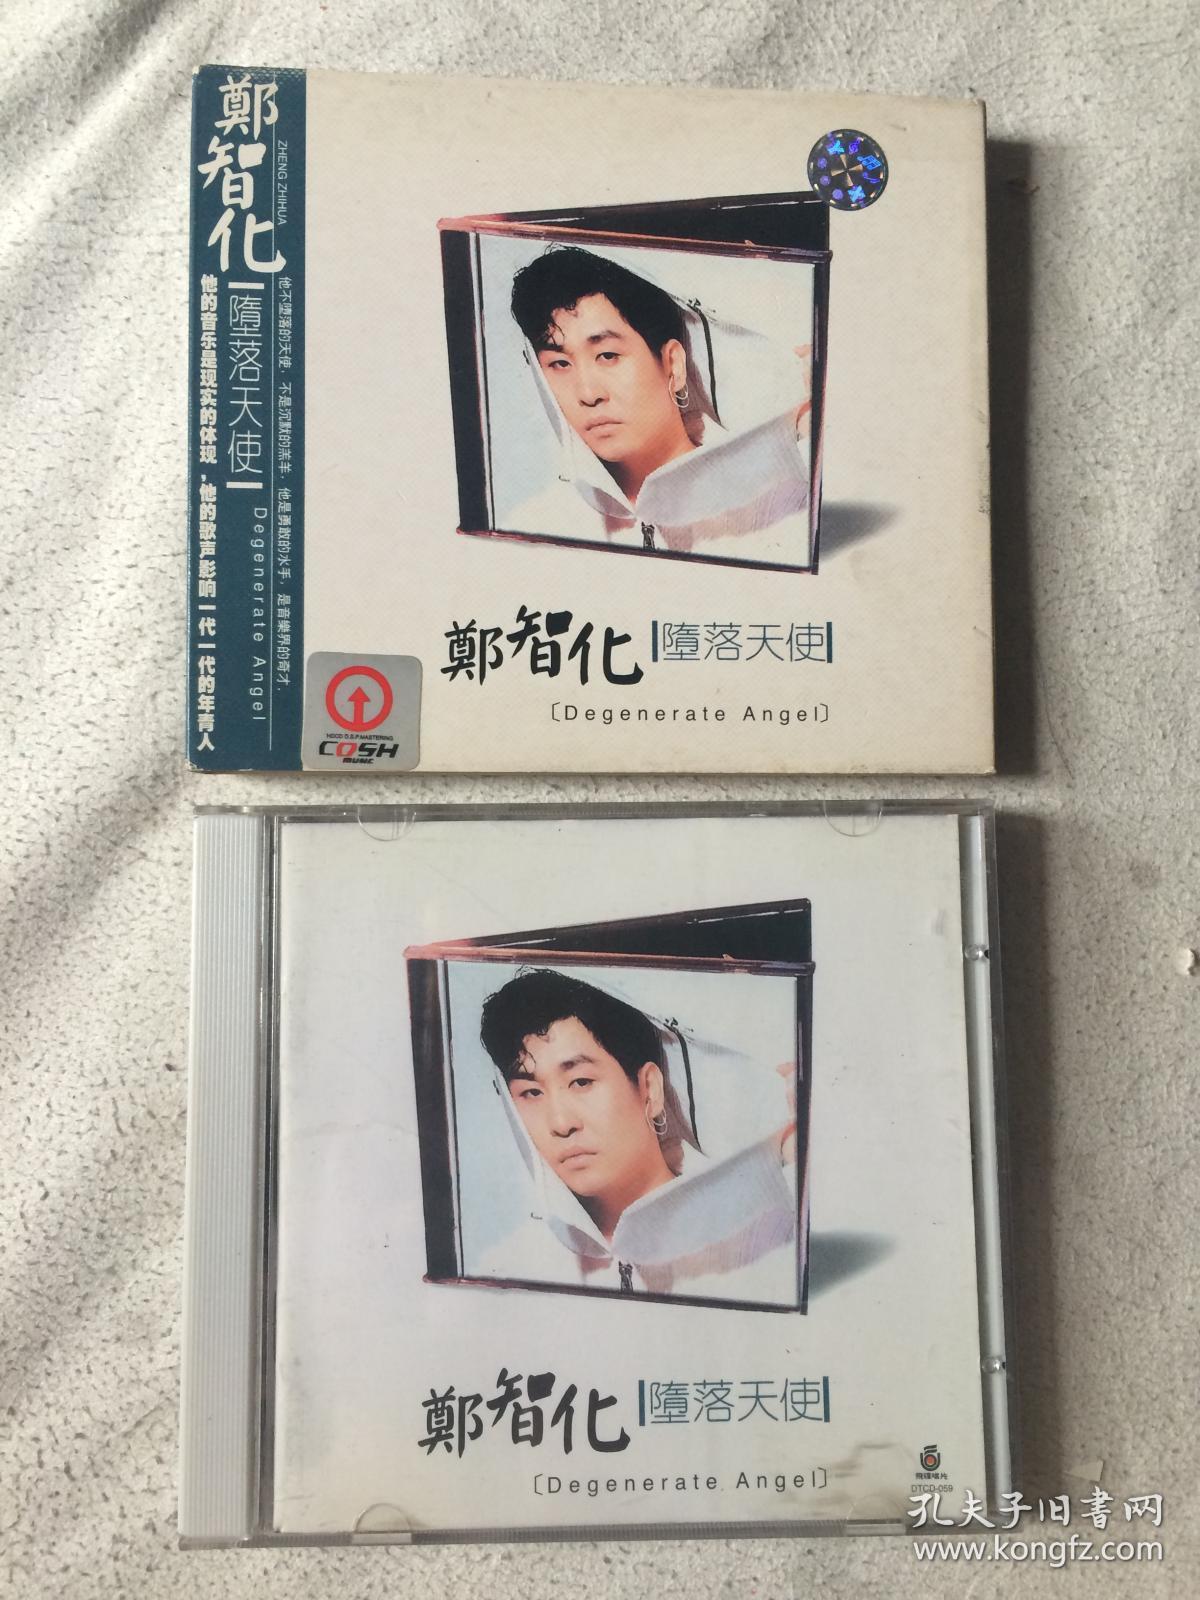 鄭智化
ZHENG ZHIHUA
墮落天使
Degenerate Angel
他不堕落的天使，不是沉默的羔羊，他是勇敢的水手，是音樂界的奇才，
他的音乐是现实的体现，他的歌声影响一代一代的年青人
HDCD D.S.P.MASTERING
COSH
MUSIC
鄭智化
墮落天使
〔Degenerate Angel〕
鄭智化
墮落天使
〔Degenerate Angel〕
飛碟唱片
DTCD-059
孔夫子旧书网
www.kongfz.com